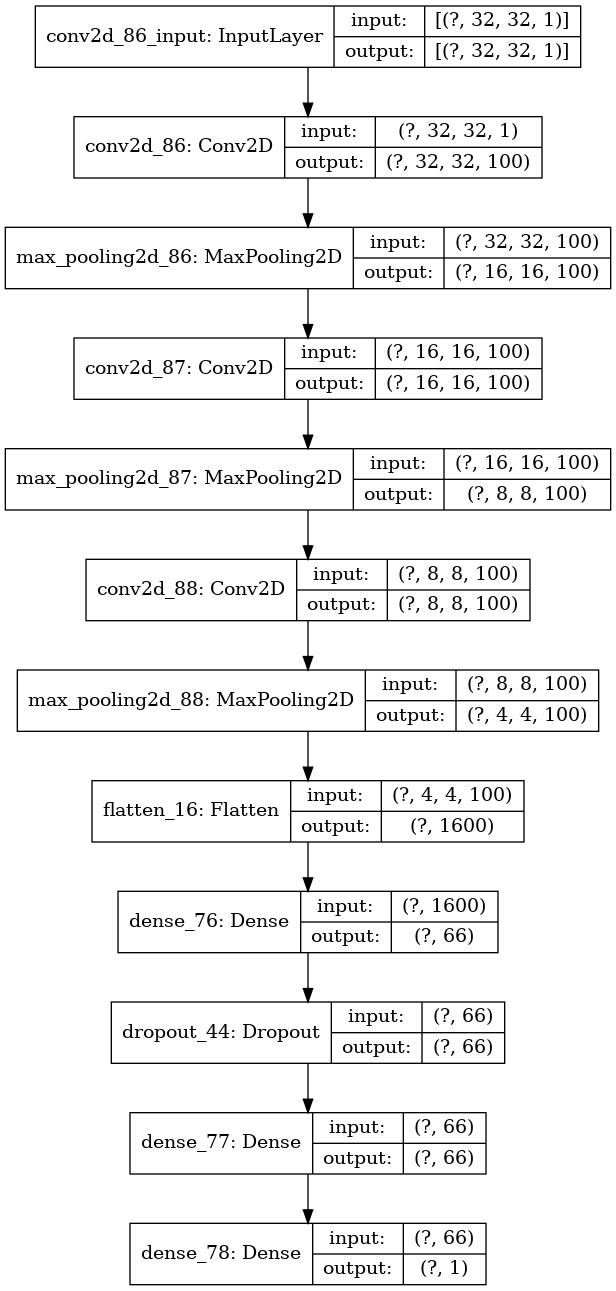 conv2d_86_input: InputLayer
input: [(?, 32, 32, 1)]
output: [(?, 32, 32, 1)]
conv2d_86: Conv2D
input: (?, 32, 32, 1)
output: (?, 32, 32, 100)
max_pooling2d_86: MaxPooling2D
input: (?, 32, 32, 100)
output: (?, 16, 16, 100)
conv2d_87: Conv2D
input: (?, 16, 16, 100)
output: (?, 16, 16, 100)
max_pooling2d_87: MaxPooling2D
input: (?, 16, 16, 100)
output: (?, 8, 8, 100)
conv2d_88: Conv2D
input: (?, 8, 8, 100)
output: (?, 8, 8, 100)
max_pooling2d_88: MaxPooling2D
input: (?, 8, 8, 100)
output: (?, 4, 4, 100)
flatten_16: Flatten
input: (?, 4, 4, 100)
output: (?, 1600)
dense_76: Dense
input: (?, 1600)
output: (?, 66)
dropout_44: Dropout
input: (?, 66)
output: (?, 66)
dense_77: Dense
input: (?, 66)
output: (?, 66)
dense_78: Dense
input: (?, 66)
output: (?, 1)